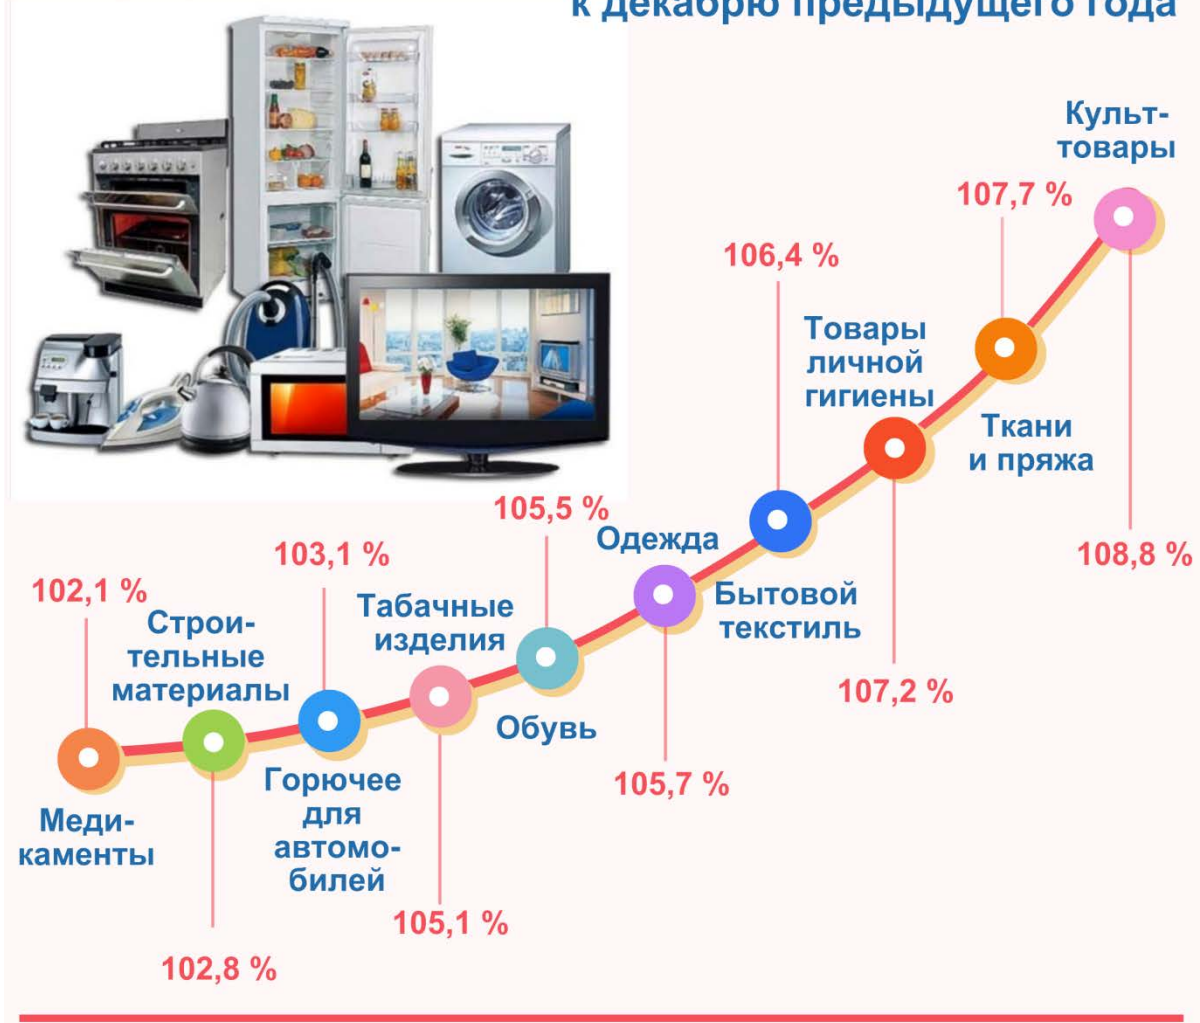 к декабрю предыдущего года
Культ-
товары
107,7 %
106,4 %
Товары
личной
гигиены
Ткани
и пряжа
105,5 %
Одежда
108,8 %
103,1 %
102,1 %
Табачные
изделия
Строи-
тельные
материалы
Бытовой
текстиль
107,2 %
Обувь
105,7 %
Горючее
для
автомо-
билей
Меди-
каменты
105,1 %
102,8 %